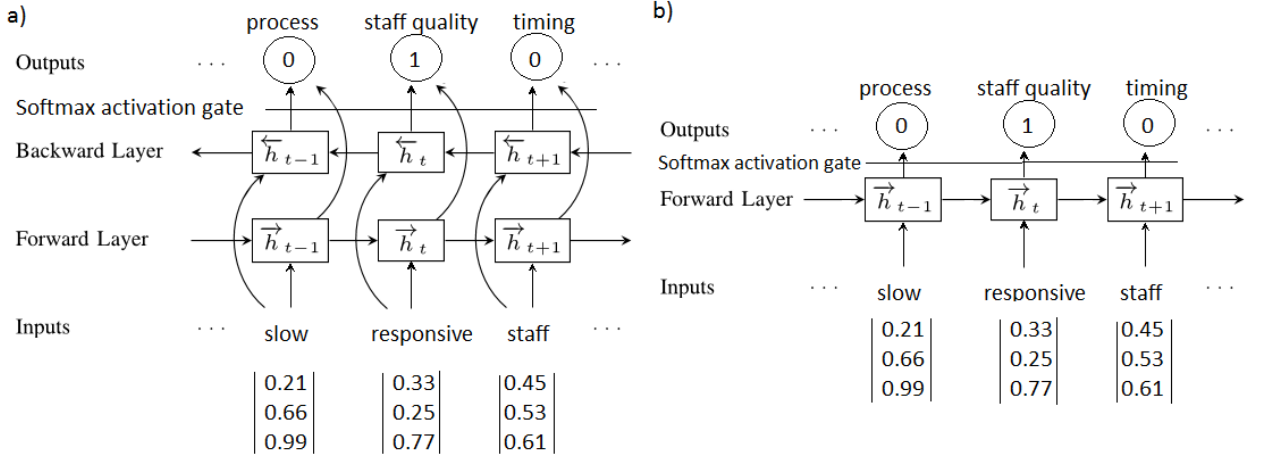 a)
process staff quality timing
Outputs · · · 0 1 0 · · ·
Softmax activation gate
Backward Layer ←h t−1 ←h t ←h t+1
Forward Layer →h t−1 →h t →h t+1
Inputs · · · slow responsive staff · · ·
0.21 0.33 0.45
0.66 0.25 0.53
0.99 0.77 0.61
b)
process staff quality timing
Outputs · · · 0 1 0 · · ·
Softmax activation gate
Forward Layer →h t−1 →h t →h t+1
Inputs · · · slow responsive staff · · ·
0.21 0.33 0.45
0.66 0.25 0.53
0.99 0.77 0.61